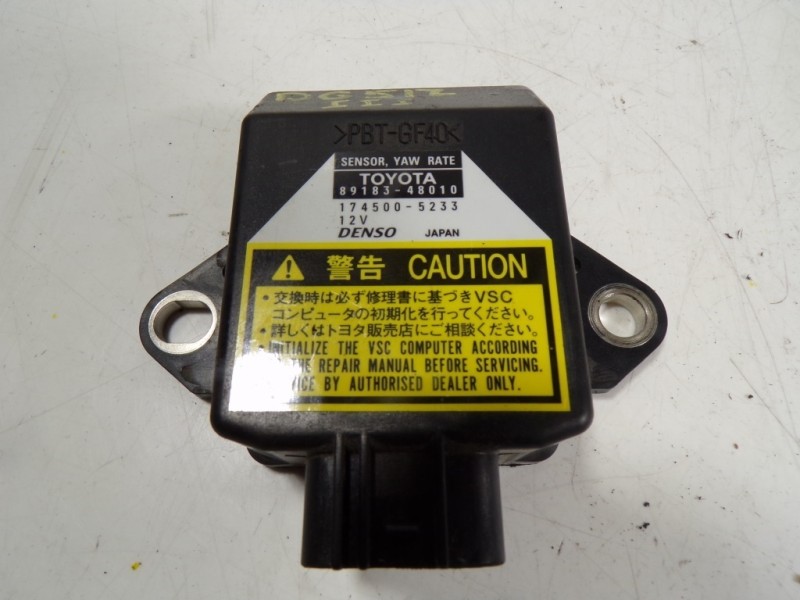 >PBT-GF40<
SENSOR, YAW RATE
TOYOTA
89183-48010
174500-5233
12V
DENSO JAPAN
警告 CAUTION
・交換時は必ず修理書に基づきVSC
コンピュータの初期化を行ってください。
・詳しくはトヨタ販売店にご相談ください。
INITIALIZE THE VSC COMPUTER ACCORDING
THE REPAIR MANUAL BEFORE SERVICING.
BY AUTHORISED DEALER ONLY.